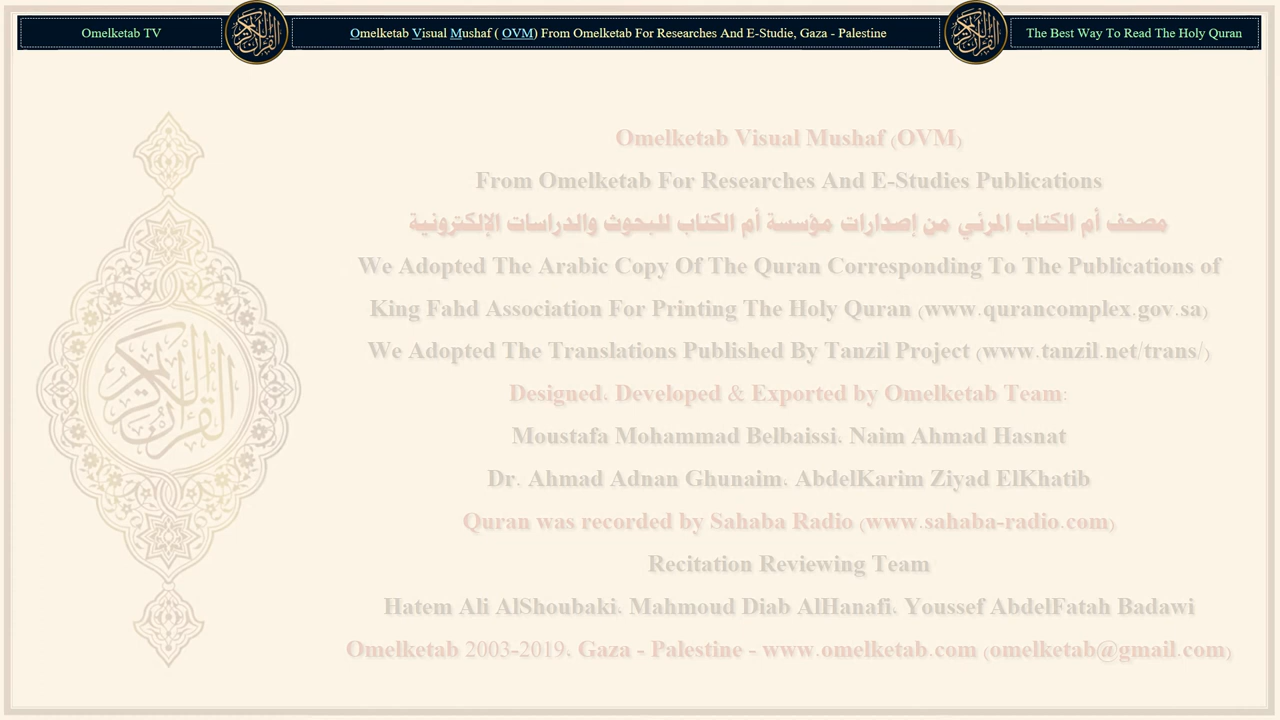 Omelketab TV
Omelketab Visual Mushaf ( OVM) From Omelketab For Researches And E-Studie, Gaza - Palestine
The Best Way To Read The Holy Quran
Omelketab Visual Mushaf (OVM)
From Omelketab For Researches And E-Studies Publications
مصحف أم الكتاب المرئي من إصدارات مؤسسة أم الكتاب للبحوث والدراسات الإلكترونية
We Adopted The Arabic Copy Of The Quran Corresponding To The Publications of
King Fahd Association For Printing The Holy Quran (www.qurancomplex.gov.sa)
We Adopted The Translations Published By Tanzil Project (www.tanzil.net/trans/)
Designed, Developed & Exported by Omelketab Team:
Moustafa Mohammad Belbaissi, Naim Ahmad Hasnat
Dr. Ahmad Adnan Ghunaim, AbdelKarim Ziyad ElKhatib
Quran was recorded by Sahaba Radio (www.sahaba-radio.com)
Recitation Reviewing Team
Hatem Ali AlShoubaki, Mahmoud Diab AlHanafi, Youssef AbdelFatah Badawi
Omelketab 2003-2019, Gaza - Palestine - www.omelketab.com (omelketab@gmail.com)
القرآن الكريم